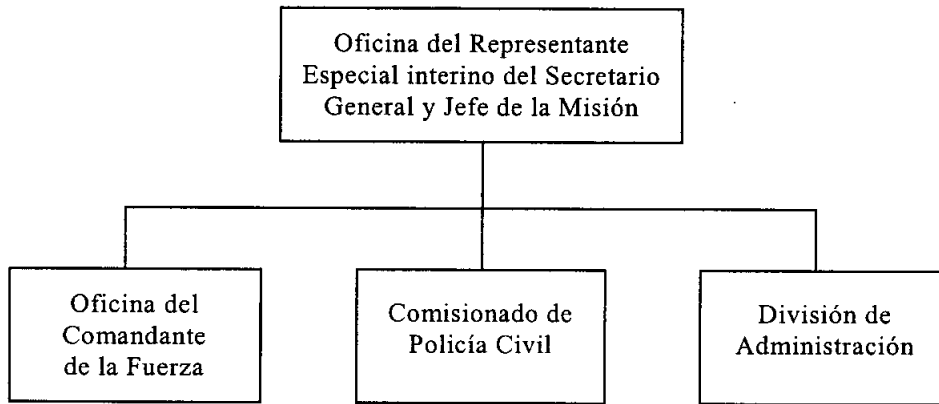 Oficina del Representante
Especial interino del Secretario
General y Jefe de la Misión
Oficina del
Comandante
de la Fuerza
Comisionado de
Policía Civil
División de
Administración